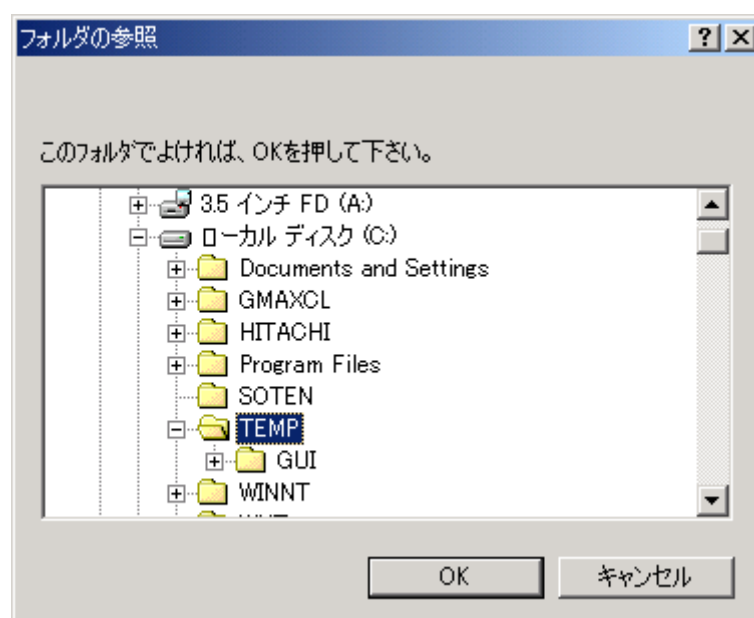 フォルダの参照
このフォルダでよければ、OKを押して下さい。
3.5 インチ FD (A:)
ローカル ディスク (C:)
Documents and Settings
GMAXCL
HITACHI
Program Files
SOTEN
TEMP
GUI
WINNT
OK キャンセル